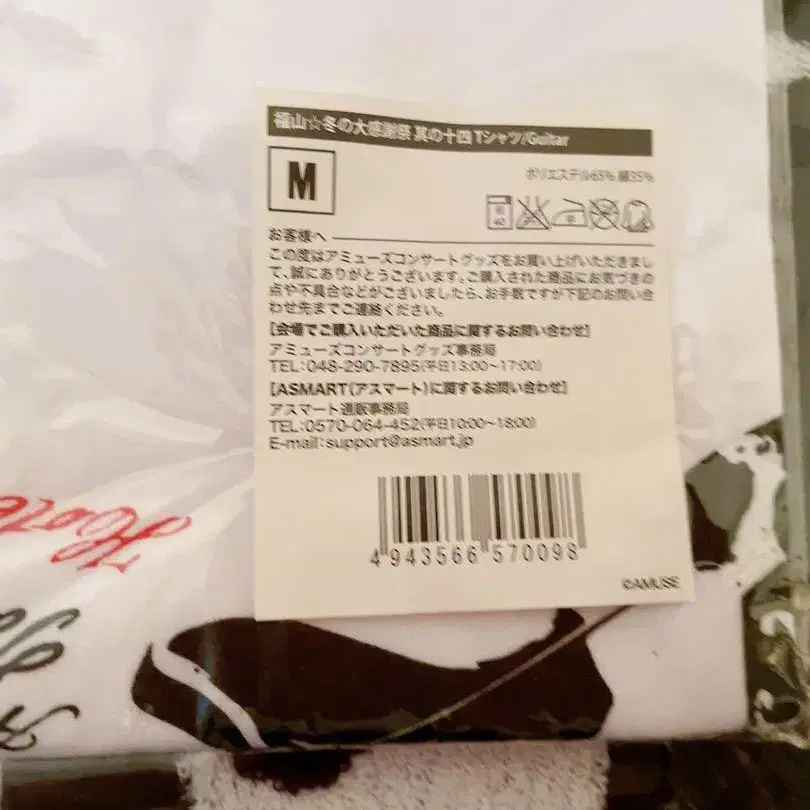 福山☆冬の大感謝祭 其の十四 Tシャツ/Guitar
M
ポリエステル65% 綿35%
お客様へ
この度はアミューズコンサートグッズをお買い上げいただきまし
て、誠にありがとうございます。ご購入された商品にお気づきの
点や不具合などがございましたら、お手数ですが下記のお問い合
わせ先までご連絡ください。
【会場でご購入いただいた商品に関するお問い合わせ】
アミューズコンサートグッズ事務局
TEL:048-290-7895(平日13:00~17:00)
【ASMART(アスマート)に関するお問い合わせ】
アスマート通販事務局
TEL:0570-064-452(平日10:00~18:00)
E-mail:support@asmart.jp
4 943566 570098
©AMUSE